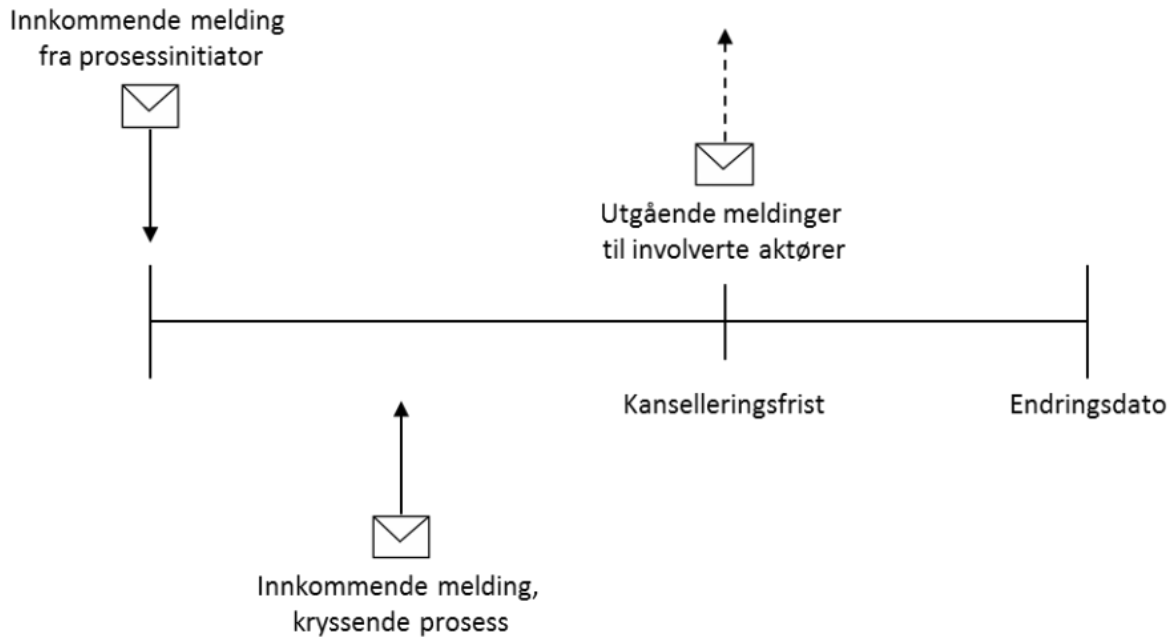 Innkommende melding
fra prosessinitiator
Utgående meldinger
til involverte aktører
Kanselleringsfrist
Endringsdato
Innkommende melding,
kryssende prosess